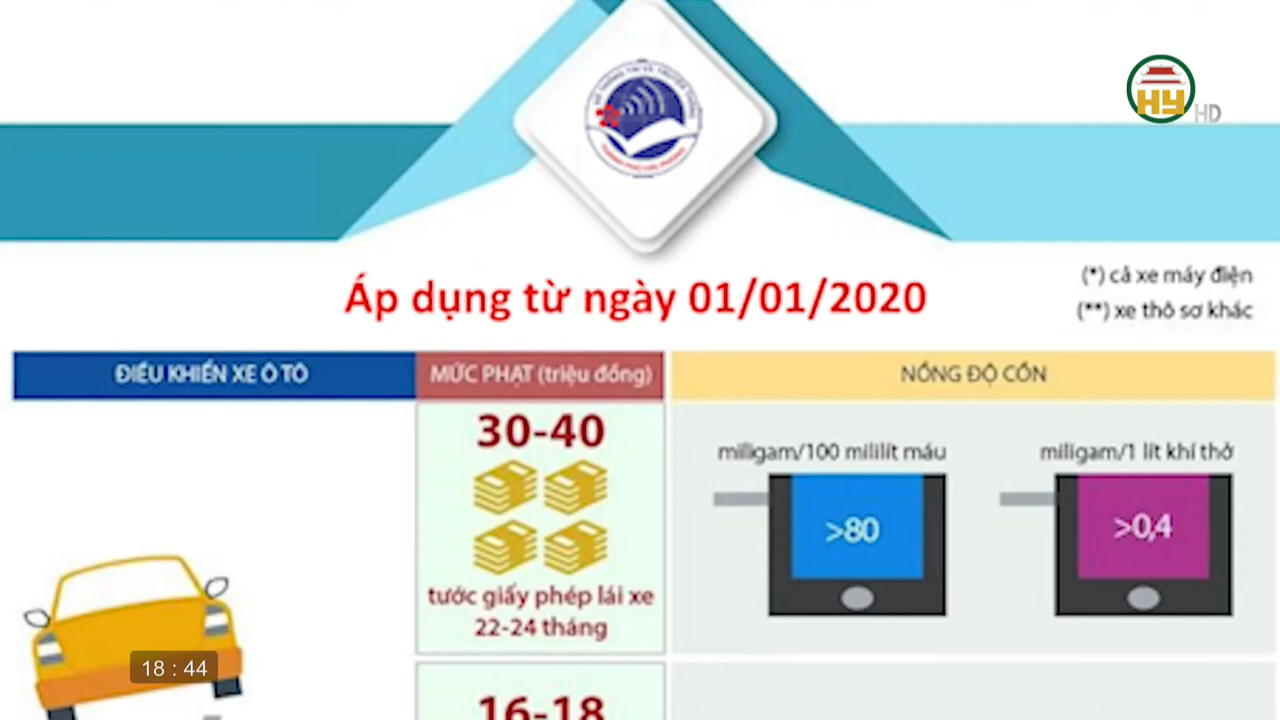 HY HD
Áp dụng từ ngày 01/01/2020
(*) cả xe máy điện
(**) xe thô sơ khác
ĐIỀU KHIỂN XE Ô TÔ
MỨC PHẠT (triệu đồng)
NỒNG ĐỘ CỒN
30-40
tước giấy phép lái xe
22-24 tháng
miligam/100 mililít máu
miligam/1 lít khí thở
>80
>0,4
18 : 44
16-18